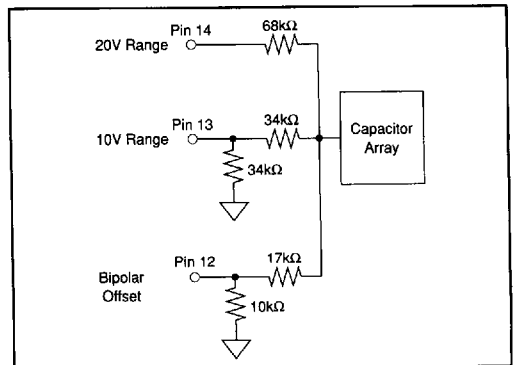 20V Range Pin 14 68kΩ
10V Range Pin 13 34kΩ
34kΩ
Capacitor
Array
Bipolar
Offset
Pin 12 17kΩ
10kΩ